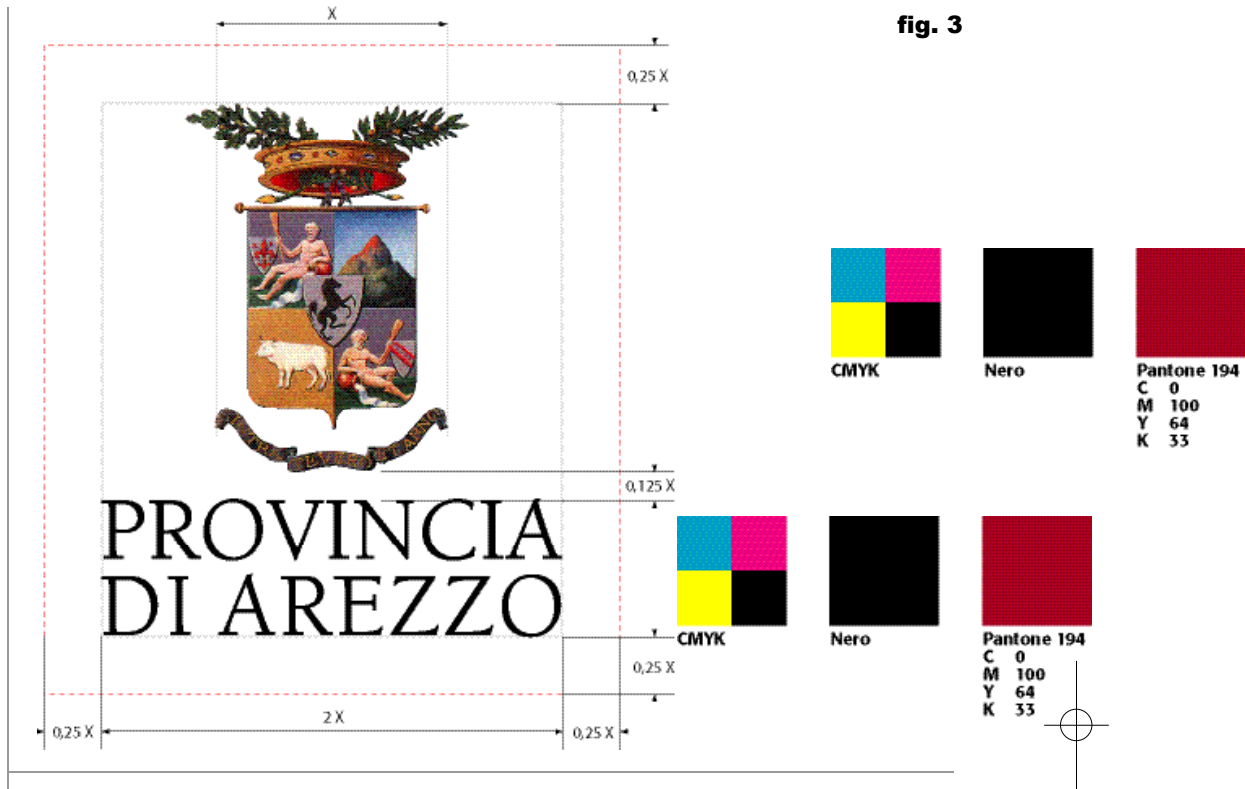 X
fig. 3
0,25 X
CMYK
Nero
Pantone 194
C 0
M 100
Y 64
K 33
0,125 X
PROVINCIA
DI AREZZO
CMYK
Nero
Pantone 194
C 0
M 100
Y 64
K 33
0,25 X
0,25 X
2 X
0,25 X